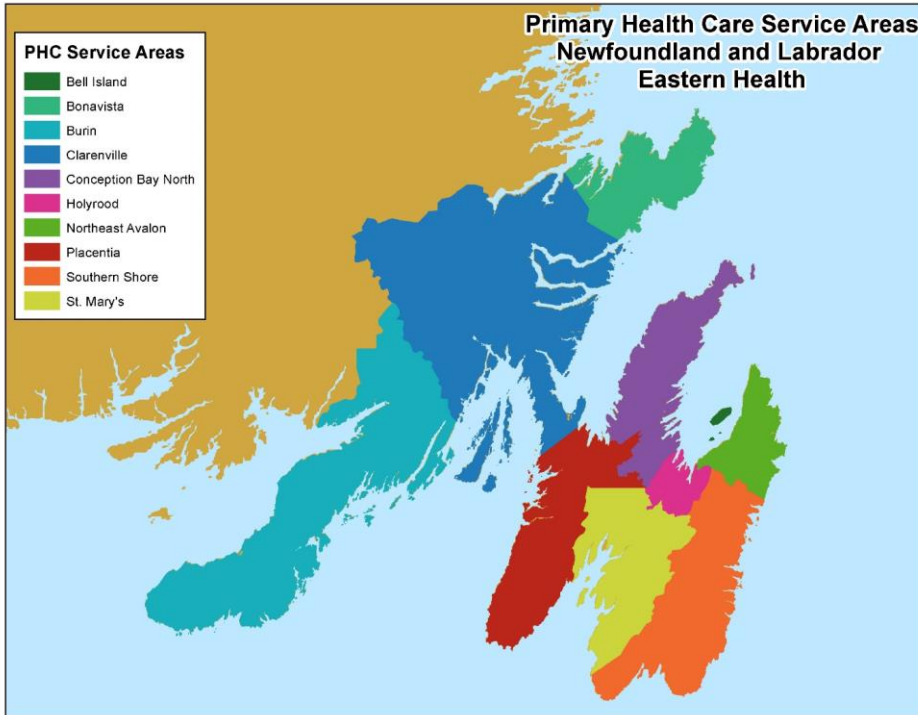 Primary Health Care Service Areas
Newfoundland and Labrador
Eastern Health
PHC Service Areas
Bell Island
Bonavista
Burin
Clarenville
Conception Bay North
Holyrood
Northeast Avalon
Placentia
Southern Shore
St. Mary's